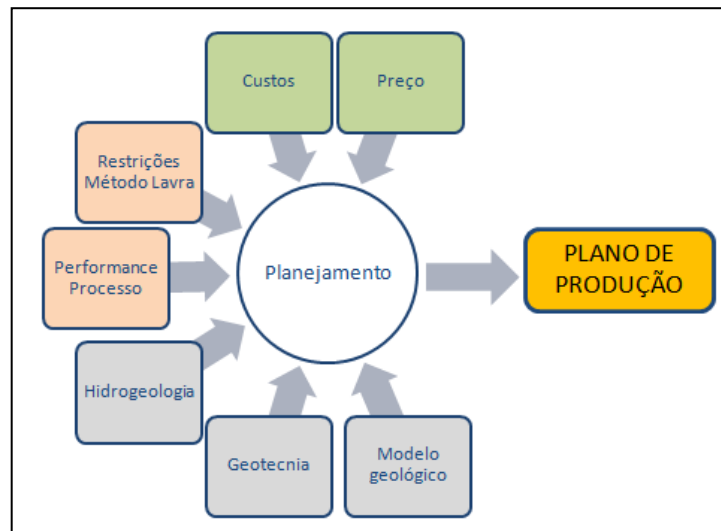 Custos
Preço
Restrições
Método Lavra
Performance
Processo
Planejamento
PLANO DE
PRODUÇÃO
Hidrogeologia
Geotecnia
Modelo
geológico